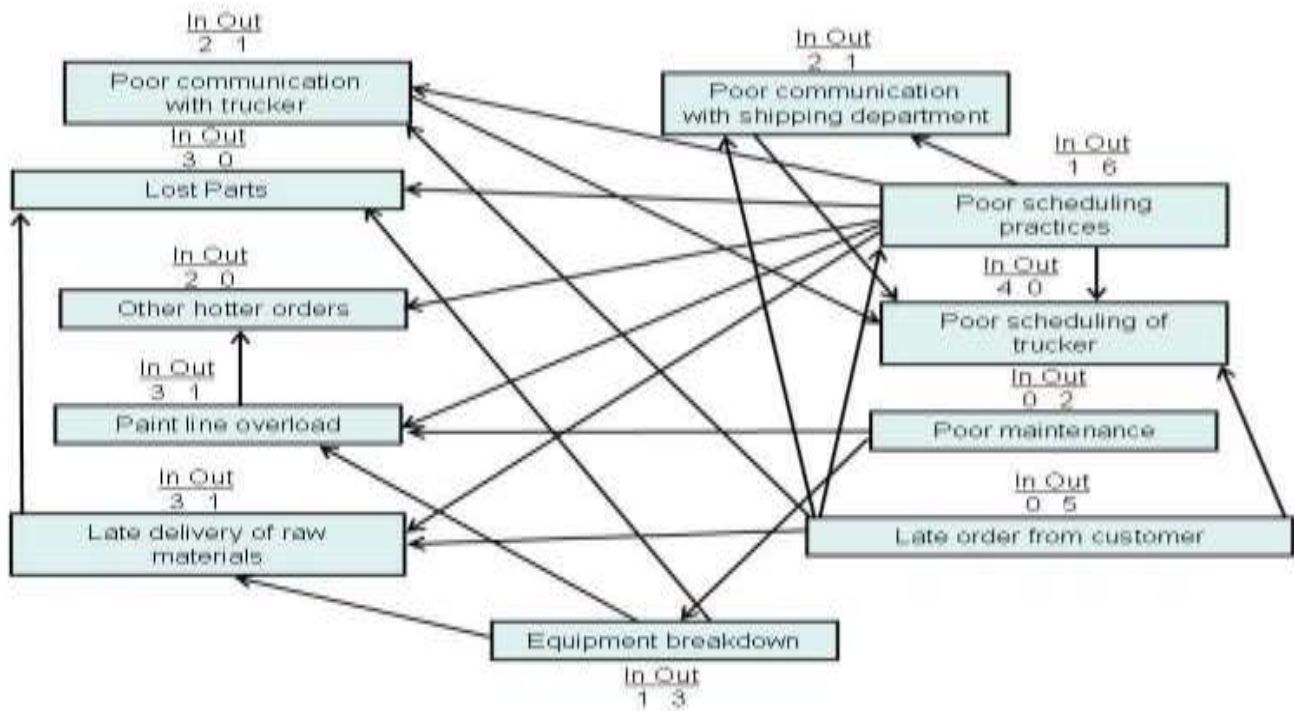 In Out
2 1
Poor communication
with trucker
In Out
3 0
Lost Parts
In Out
2 0
Other hotter orders
In Out
3 1
Paint line overload
In Out
3 1
Late delivery of raw
materials
In Out
2 1
Poor communication
with shipping department
In Out
1 6
Poor scheduling
practices
In Out
4 0
Poor scheduling of
trucker
In Out
0 2
Poor maintenance
In Out
0 5
Late order from customer
Equipment breakdown
In Out
1 3